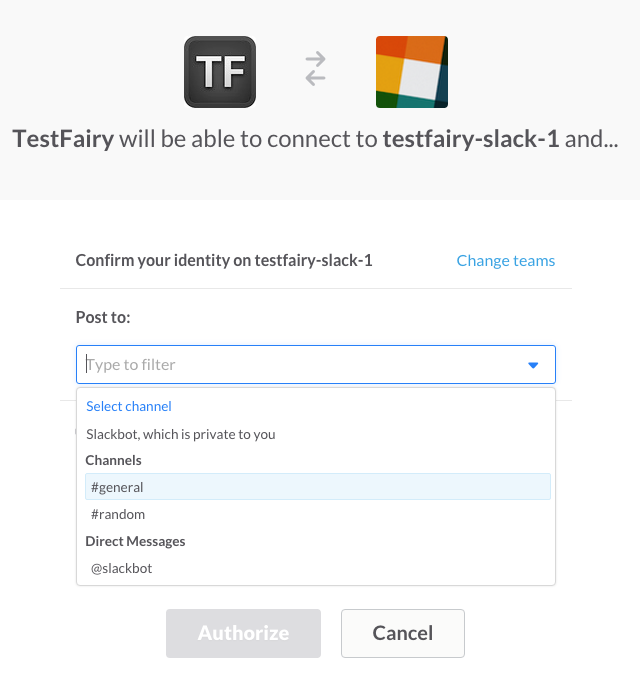 TF
TestFairy will be able to connect to testfairy-slack-1 and...
Confirm your identity on testfairy-slack-1
Change teams
Post to:
Type to filter
Select channel
Slackbot, which is private to you
Channels
#general
#random
Direct Messages
@slackbot
Authorize
Cancel